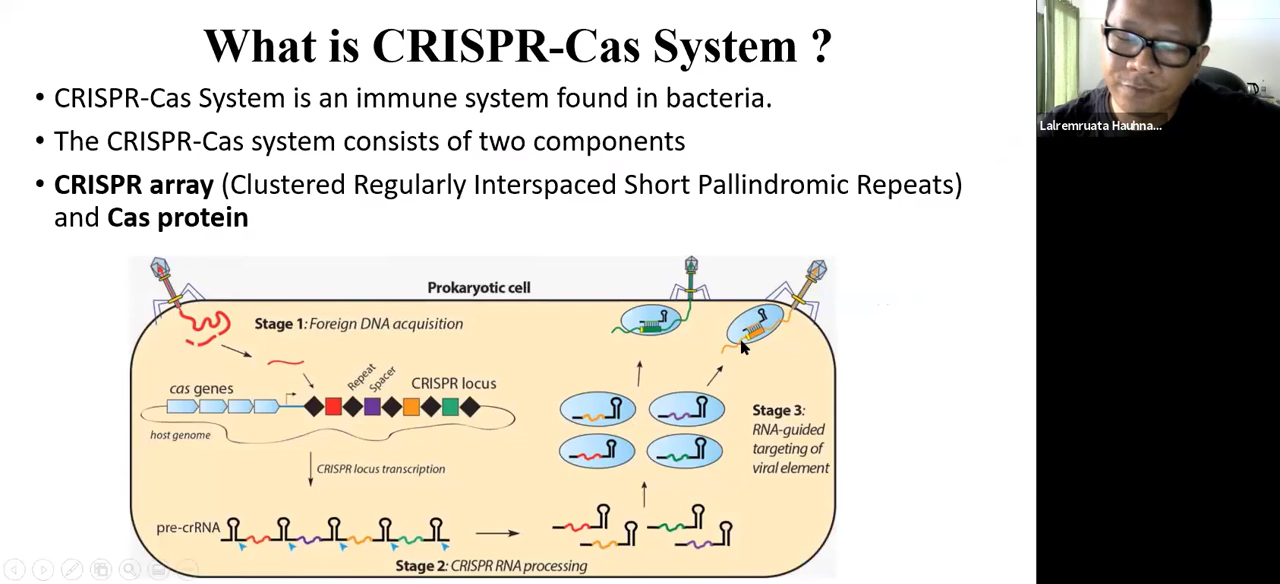 What is CRISPR-Cas System ?
• CRISPR-Cas System is an immune system found in bacteria.
• The CRISPR-Cas system consists of two components
• CRISPR array (Clustered Regularly Interspaced Short Pallindromic Repeats)
and Cas protein
Lalremruata Hauhna...
Prokaryotic cell
Stage 1: Foreign DNA acquisition
cas genes
Repeat
Spacer
CRISPR locus
host genome
CRISPR locus transcription
pre-crRNA
Stage 2: CRISPR RNA processing
Stage 3:
RNA-guided
targeting of
viral element